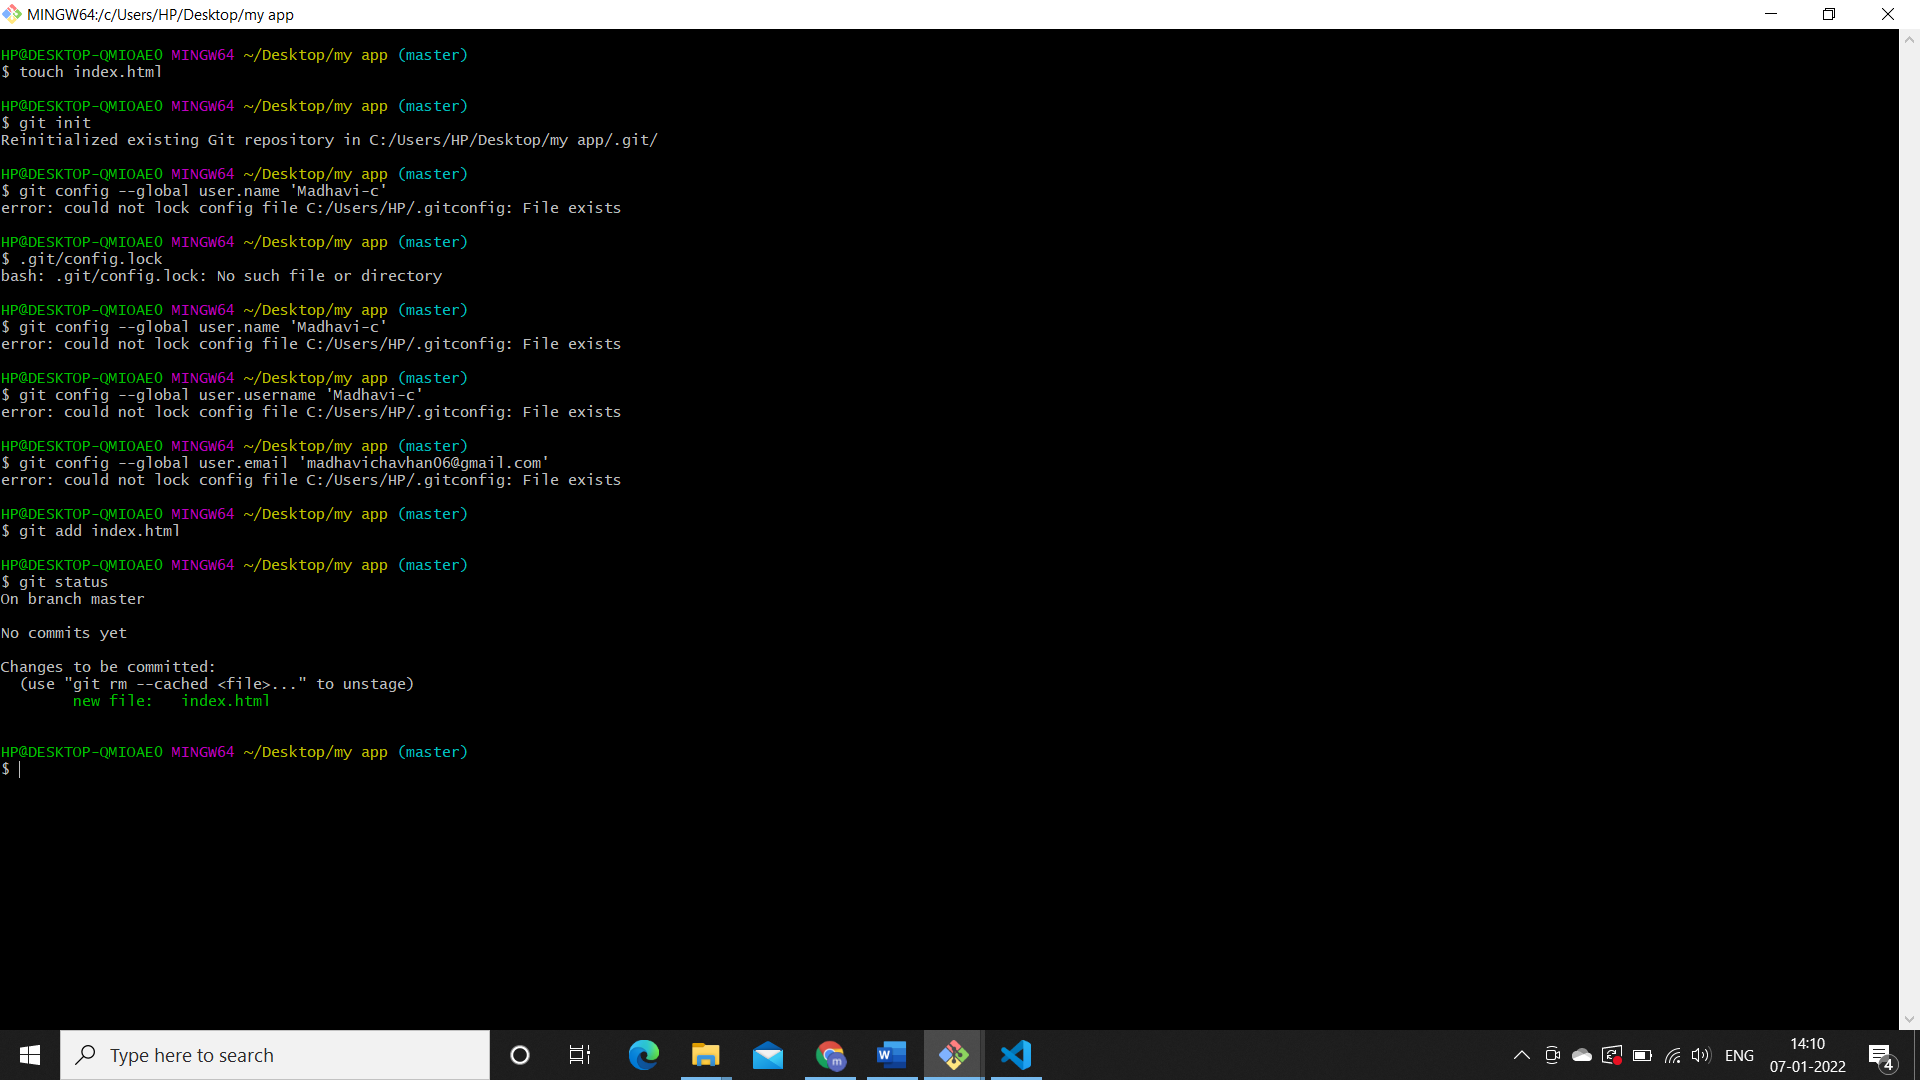 MINGW64:/c/Users/HP/Desktop/my app
HP@DESKTOP-QMIOAEO MINGW64 ~/Desktop/my app (master)
$ touch index.html
HP@DESKTOP-QMIOAEO MINGW64 ~/Desktop/my app (master)
$ git init
Reinitialized existing Git repository in C:/Users/HP/Desktop/my app/.git/
HP@DESKTOP-QMIOAEO MINGW64 ~/Desktop/my app (master)
$ git config --global user.name 'Madhavi-c'
error: could not lock config file C:/Users/HP/.gitconfig: File exists
HP@DESKTOP-QMIOAEO MINGW64 ~/Desktop/my app (master)
$ .git/config.lock
bash: .git/config.lock: No such file or directory
HP@DESKTOP-QMIOAEO MINGW64 ~/Desktop/my app (master)
$ git config --global user.name 'Madhavi-c'
error: could not lock config file C:/Users/HP/.gitconfig: File exists
HP@DESKTOP-QMIOAEO MINGW64 ~/Desktop/my app (master)
$ git config --global user.username 'Madhavi-c'
error: could not lock config file C:/Users/HP/.gitconfig: File exists
HP@DESKTOP-QMIOAEO MINGW64 ~/Desktop/my app (master)
$ git config --global user.email 'madhavichavhan06@gmail.com'
error: could not lock config file C:/Users/HP/.gitconfig: File exists
HP@DESKTOP-QMIOAEO MINGW64 ~/Desktop/my app (master)
$ git add index.html
HP@DESKTOP-QMIOAEO MINGW64 ~/Desktop/my app (master)
$ git status
On branch master
No commits yet
Changes to be committed:
(use "git rm --cached <file>..." to unstage)
new file: index.html
HP@DESKTOP-QMIOAEO MINGW64 ~/Desktop/my app (master)
$
Type here to search
ENG
14:10
07-01-2022
4